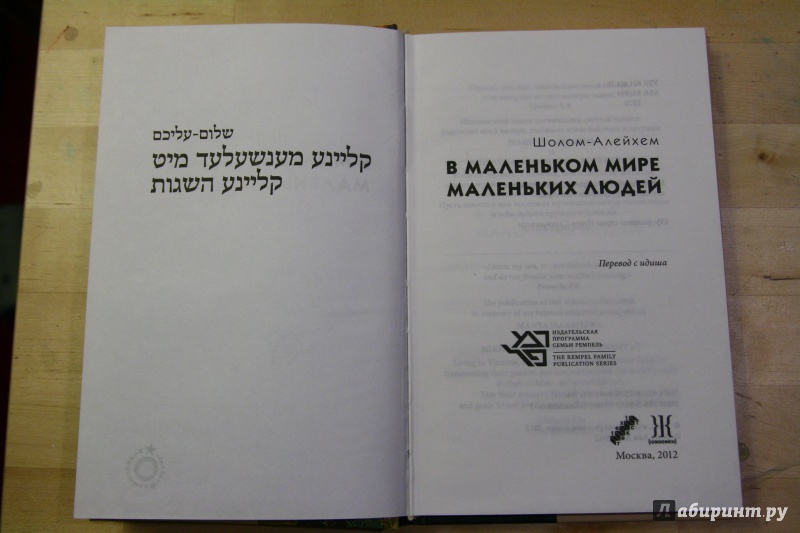 שלום-עליכם
קליינע מענשעלעד מיט
קליינע השגות
Шолом-Алейхем
В МАЛЕНЬКОМ МИРЕ
МАЛЕНЬКИХ ЛЮДЕЙ
Перевод с идиша
ИЗДАТЕЛЬСКАЯ
ПРОГРАММА
СЕМЬИ РЕМПЕЛЬ
THE REMPEL FAMILY
PUBLICATION SERIES
Москва, 2012
Лабиринт.ру